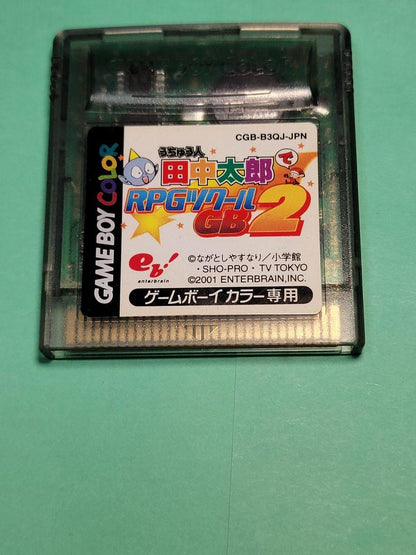 CGB-B3QJ-JPN
GAME BOY COLOR
うちゅう人
田中太郎で
RPGツクール
GB2
eb!
enterbrain
©ながとしやすなり／小学館
・SHO-PRO・TV TOKYO
©2001 ENTERBRAIN,INC.
ゲームボーイ カラー専用